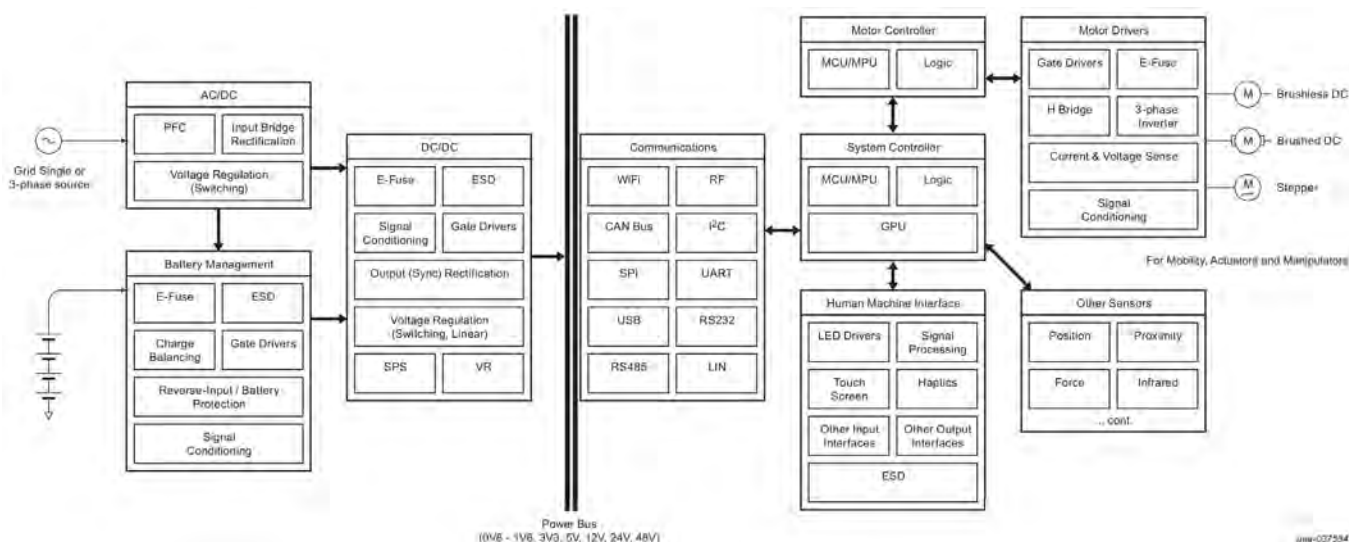 Grid Single or
3-phase source
AC/DC
PFC
Input Bridge
Rectification
Voltage Regulation
(Switching)
Battery Management
E-Fuse
ESD
Charge
Balancing
Gate Drivers
Reverse-Input / Battery
Protection
Signal
Conditioning
DC/DC
E-Fuse
ESD
Signal
Conditioning
Gate Drivers
Output (Sync) Rectification
Voltage Regulation
(Switching, Linear)
SPS
VR
Power Bus
(0V6 - 1V6, 3V3, 5V, 12V, 24V, 48V)
Communications
WiFi
RF
CAN Bus
I²C
SPI
UART
USB
RS232
RS485
LIN
Motor Controller
MCU/MPU
Logic
System Controller
MCU/MPU
Logic
GPU
Human Machine Interface
LED Drivers
Signal
Processing
Touch
Screen
Haptics
Other Input
Interfaces
Other Output
Interfaces
ESD
Motor Drivers
Gate Drivers
E-Fuse
H Bridge
3-phase
Inverter
Current & Voltage Sense
Signal
Conditioning
M
Brushless DC
M
Brushed DC
M
Stepper
For Mobility, Actuators and Manipulators
Other Sensors
Position
Proximity
Force
Infrared
.. cont.